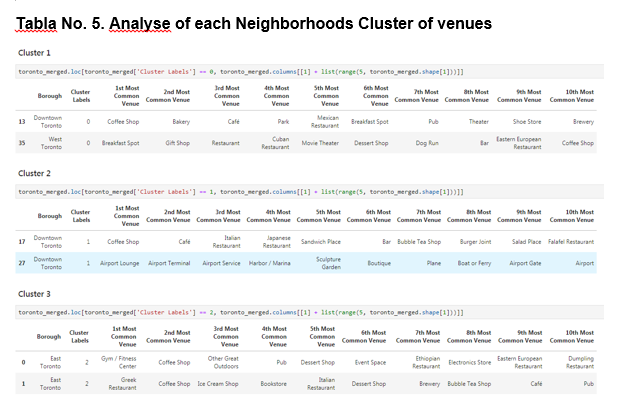 Tabla No. 5. Analyse of each Neighborhoods Cluster of venues
Cluster 1
toronto_merged.loc[toronto_merged['Cluster Labels'] == 0, toronto_merged.columns[[1] + list(range(5, toronto_merged.shape[1]))]]
Borough Cluster Labels 1st Most Common Venue 2nd Most Common Venue 3rd Most Common Venue 4th Most Common Venue 5th Most Common Venue 6th Most Common Venue 7th Most Common Venue 8th Most Common Venue 9th Most Common Venue 10th Most Common Venue
13 Downtown Toronto 0 Coffee Shop Bakery Café Park Mexican Restaurant Breakfast Spot Pub Theater Shoe Store Brewery
35 West Toronto 0 Breakfast Spot Gift Shop Restaurant Cuban Restaurant Movie Theater Dessert Shop Dog Run Bar Eastern European Restaurant Coffee Shop
Cluster 2
toronto_merged.loc[toronto_merged['Cluster Labels'] == 1, toronto_merged.columns[[1] + list(range(5, toronto_merged.shape[1]))]]
Borough Cluster Labels 1st Most Common Venue 2nd Most Common Venue 3rd Most Common Venue 4th Most Common Venue 5th Most Common Venue 6th Most Common Venue 7th Most Common Venue 8th Most Common Venue 9th Most Common Venue 10th Most Common Venue
17 Downtown Toronto 1 Coffee Shop Café Italian Restaurant Japanese Restaurant Sandwich Place Bar Bubble Tea Shop Burger Joint Salad Place Falafel Restaurant
27 Downtown Toronto 1 Airport Lounge Airport Terminal Airport Service Harbor / Marina Sculpture Garden Boutique Plane Boat or Ferry Airport Gate Airport
Cluster 3
toronto_merged.loc[toronto_merged['Cluster Labels'] == 2, toronto_merged.columns[[1] + list(range(5, toronto_merged.shape[1]))]]
Borough Cluster Labels 1st Most Common Venue 2nd Most Common Venue 3rd Most Common Venue 4th Most Common Venue 5th Most Common Venue 6th Most Common Venue 7th Most Common Venue 8th Most Common Venue 9th Most Common Venue 10th Most Common Venue
0 East Toronto 2 Gym / Fitness Center Coffee Shop Other Great Outdoors Pub Dessert Shop Event Space Ethiopian Restaurant Electronics Store Eastern European Restaurant Dumpling Restaurant
1 East Toronto 2 Greek Restaurant Coffee Shop Ice Cream Shop Bookstore Italian Restaurant Dessert Shop Brewery Bubble Tea Shop Café Pub